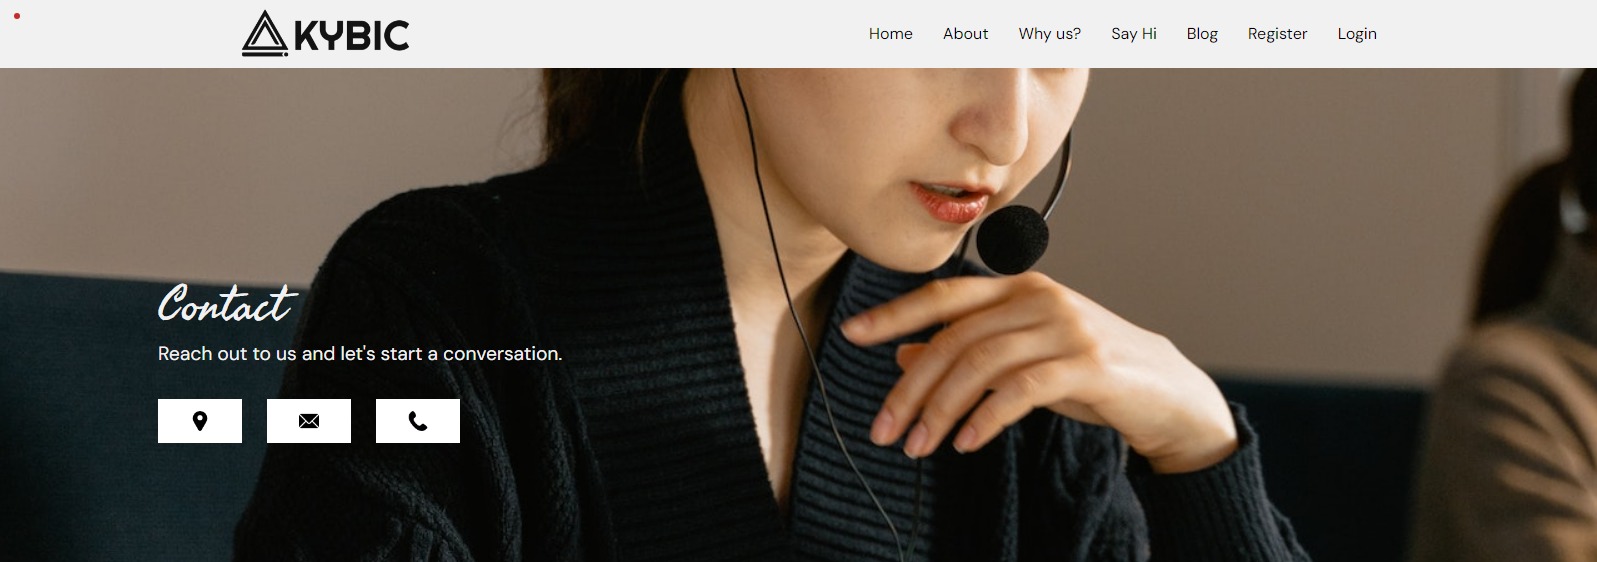 KYBIC
Home About Why us? Say Hi Blog Register Login
Contact
Reach out to us and let's start a conversation.